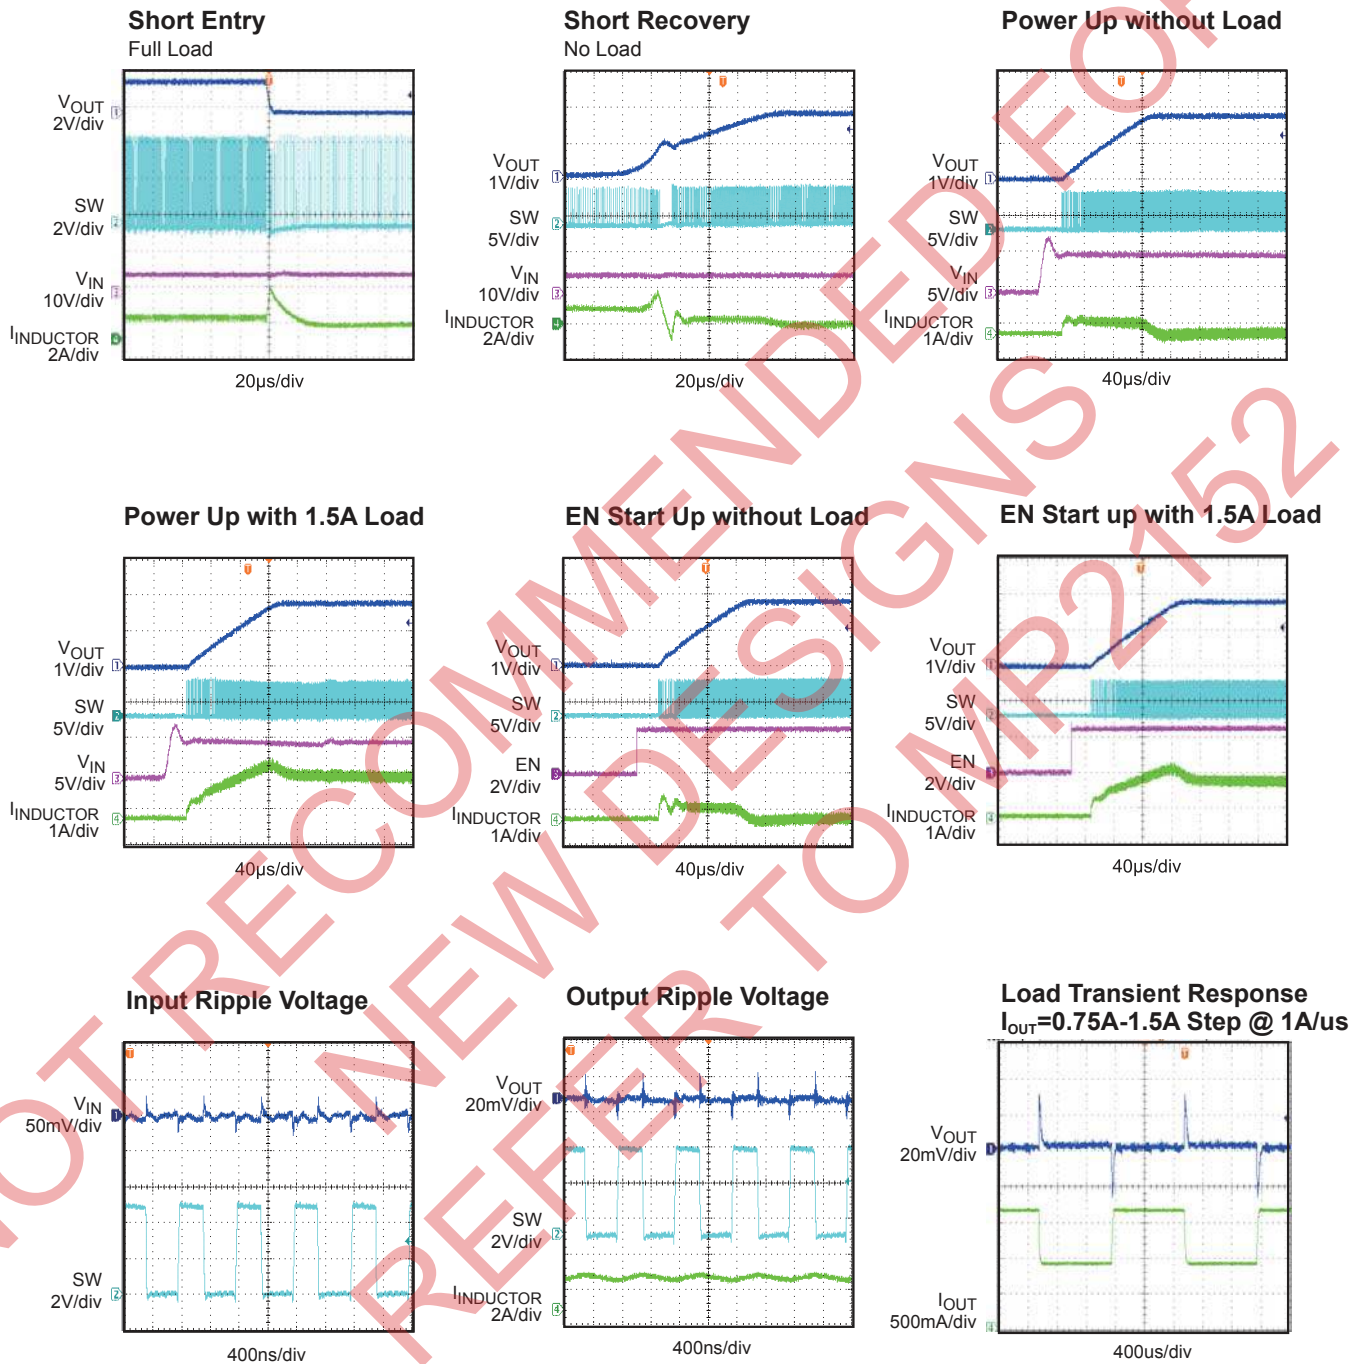 Short Entry
Full Load
VOUT
2V/div
SW
2V/div
VIN
10V/div
IINDUCTOR
2A/div
20µs/div
Short Recovery
No Load
VOUT
1V/div
SW
5V/div
VIN
10V/div
IINDUCTOR
2A/div
20µs/div
Power Up without Load
VOUT
1V/div
SW
5V/div
VIN
5V/div
IINDUCTOR
1A/div
40µs/div
Power Up with 1.5A Load
VOUT
1V/div
SW
5V/div
VIN
5V/div
IINDUCTOR
1A/div
40µs/div
EN Start Up without Load
VOUT
1V/div
SW
5V/div
EN
2V/div
IINDUCTOR
1A/div
40µs/div
EN Start up with 1.5A Load
VOUT
1V/div
SW
5V/div
EN
2V/div
IINDUCTOR
1A/div
40µs/div
Input Ripple Voltage
VIN
50mV/div
SW
2V/div
400ns/div
Output Ripple Voltage
VOUT
20mV/div
SW
2V/div
IINDUCTOR
2A/div
400ns/div
Load Transient Response
IOUT=0.75A-1.5A Step @ 1A/us
VOUT
20mV/div
IOUT
500mA/div
400us/div
NOT RECOMMENDED FOR
NEW DESIGNS
REFER TO MP2152